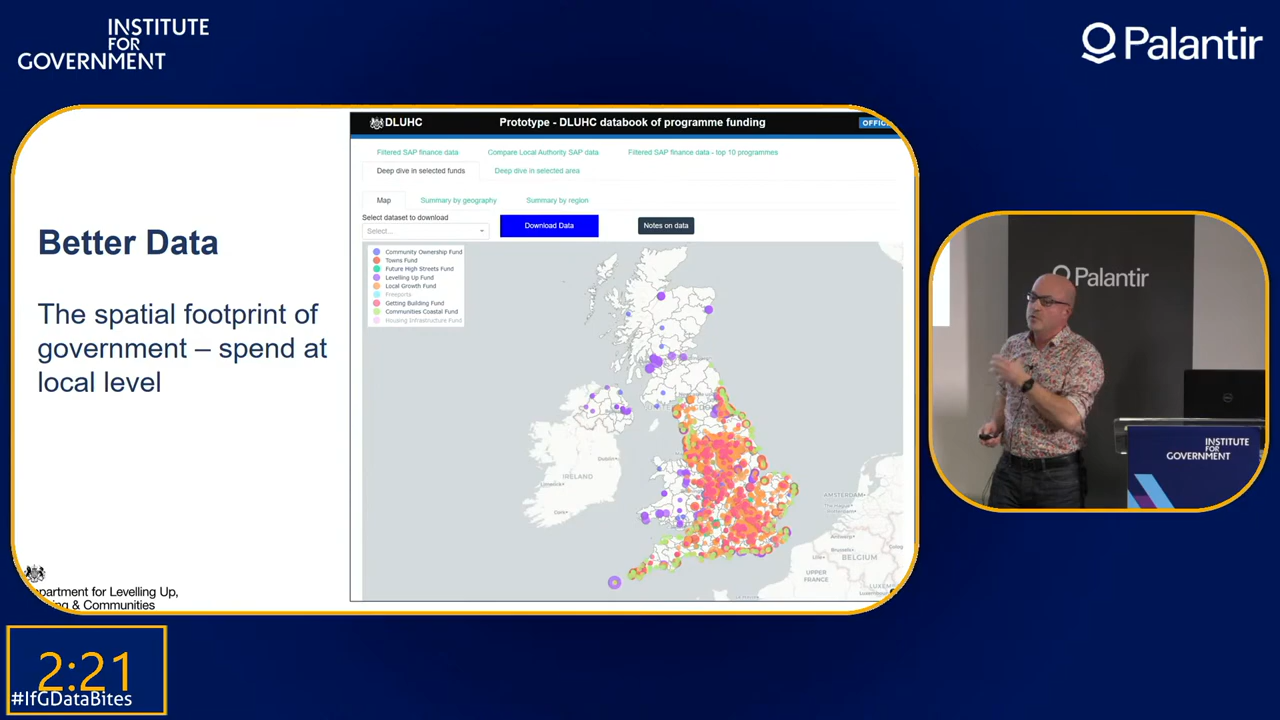 INSTITUTE
FOR
GOVERNMENT
Palantir
Better Data
The spatial footprint of
government – spend at
local level
DLUHC
Prototype - DLUHC databook of programme funding
OFFIC
Filtered SAP finance data
Compare Local Authority SAP data
Filtered SAP finance data - top 10 programmes
Deep dive in selected funds
Deep dive in selected area
Map
Summary by geography
Summary by region
Select dataset to download
Select...
Download Data
Notes on data
Community Ownership Fund
Towns Fund
Future High Streets Fund
Levelling Up Fund
Local Growth Fund
Freeports
Getting Building Fund
Communities Coastal Fund
Housing Infrastructure Fund
IRELAND
AMSTERDAM
BELGIUM
UPPER
FRANCE
partment for Levelling Up,
ng & Communities
Palantir
INSTITUTE
FOR
GOVERNMENT
2:21
#IfGDataBites